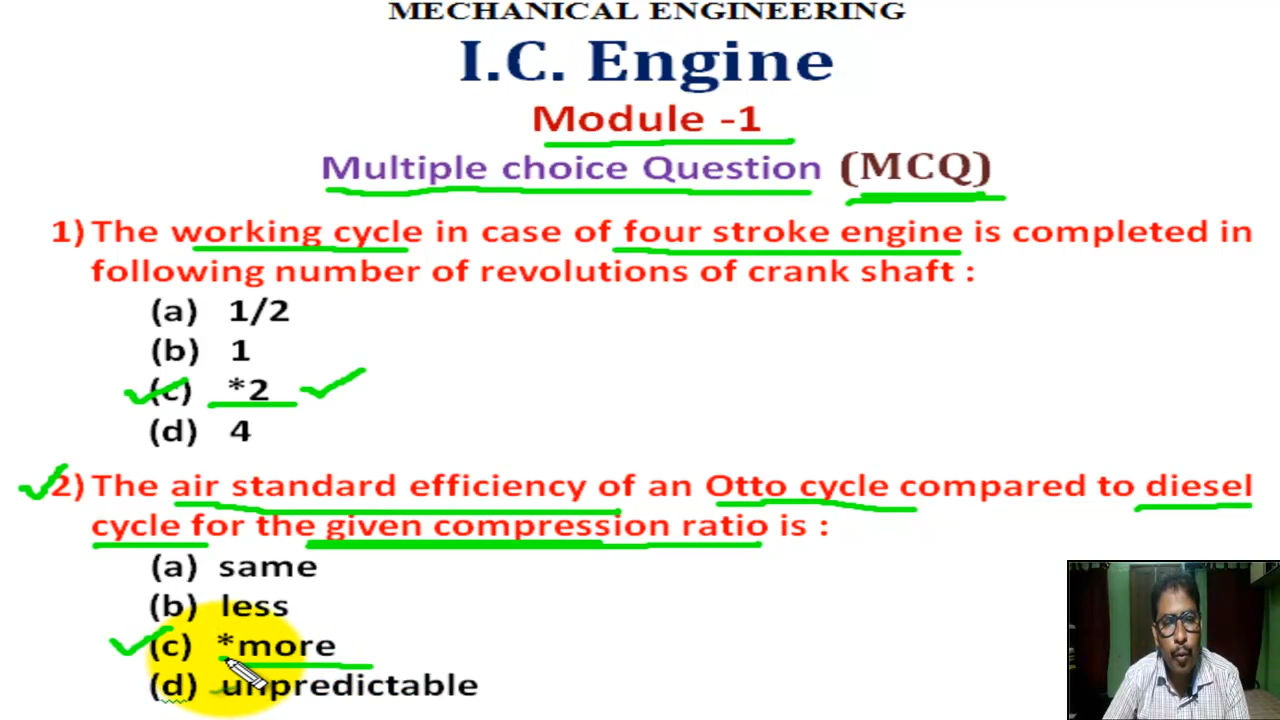 MECHANICAL ENGINEERING
I.C. Engine
Module -1
Multiple choice Question (MCQ)
1) The working cycle in case of four stroke engine is completed in
following number of revolutions of crank shaft :
(a) 1/2
(b) 1
(c) *2
(d) 4
2) The air standard efficiency of an Otto cycle compared to diesel
cycle for the given compression ratio is :
(a) same
(b) less
(c) *more
(d) unpredictable